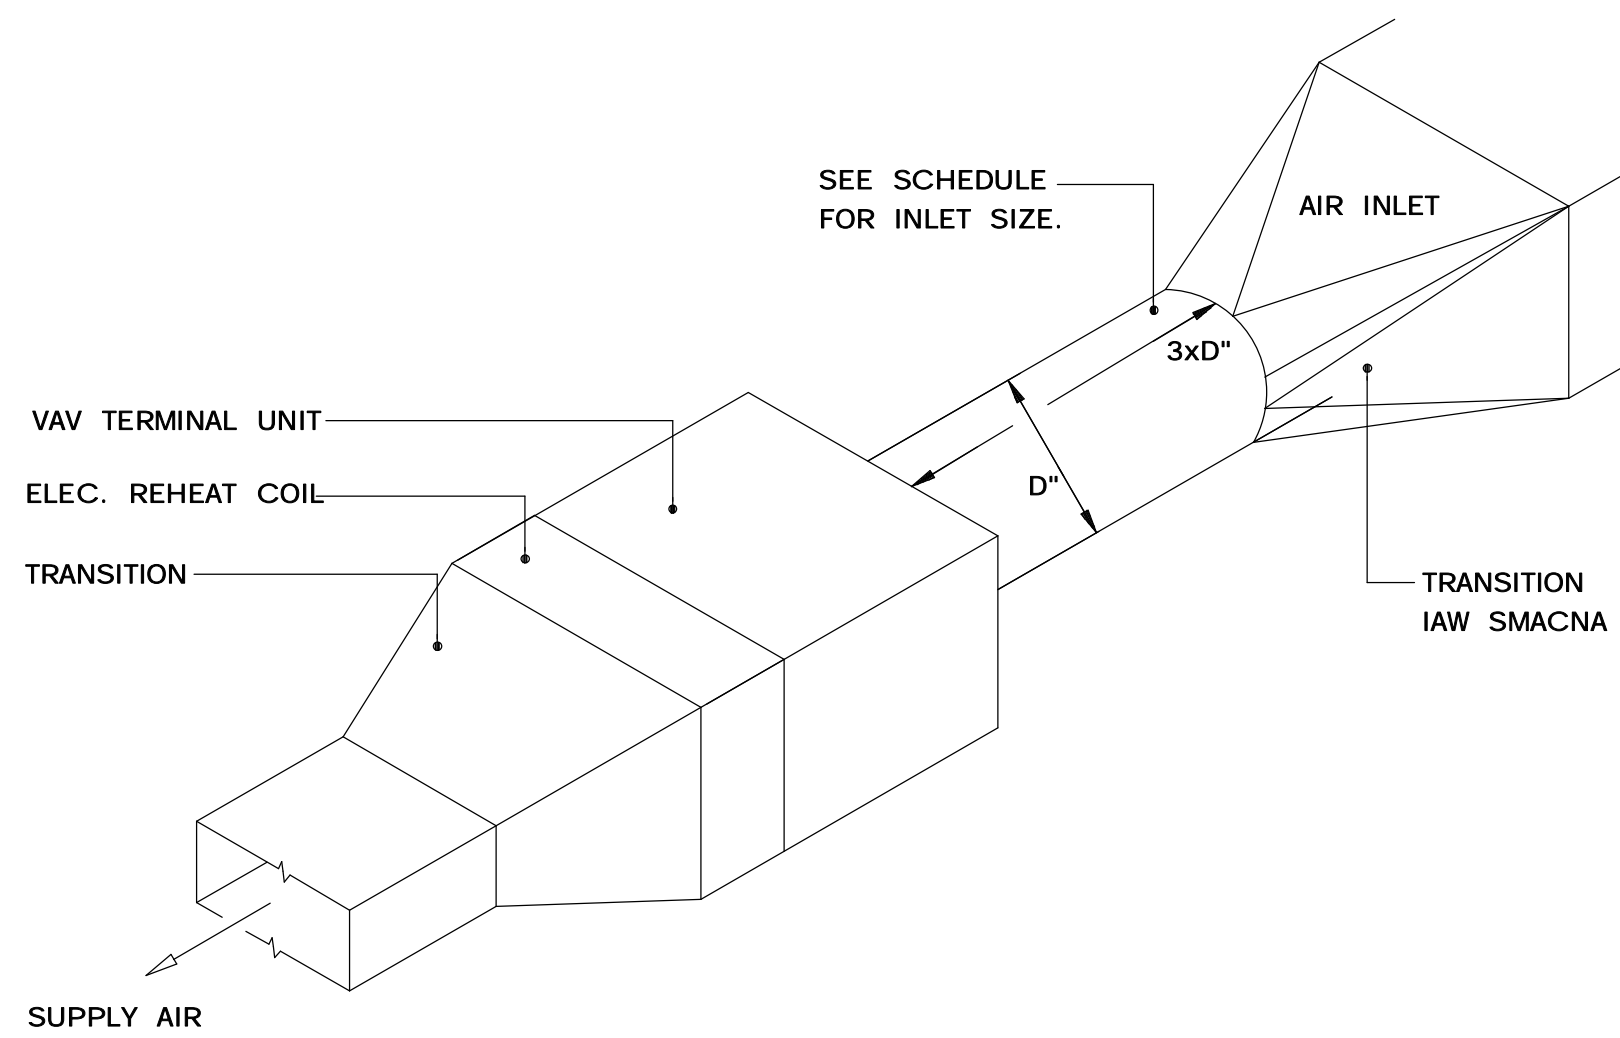 SEE SCHEDULE
FOR INLET SIZE.
AIR INLET
3xD"
VAV TERMINAL UNIT
D"
ELEC. REHEAT COIL
TRANSITION
TRANSITION
IAW SMACNA
SUPPLY AIR